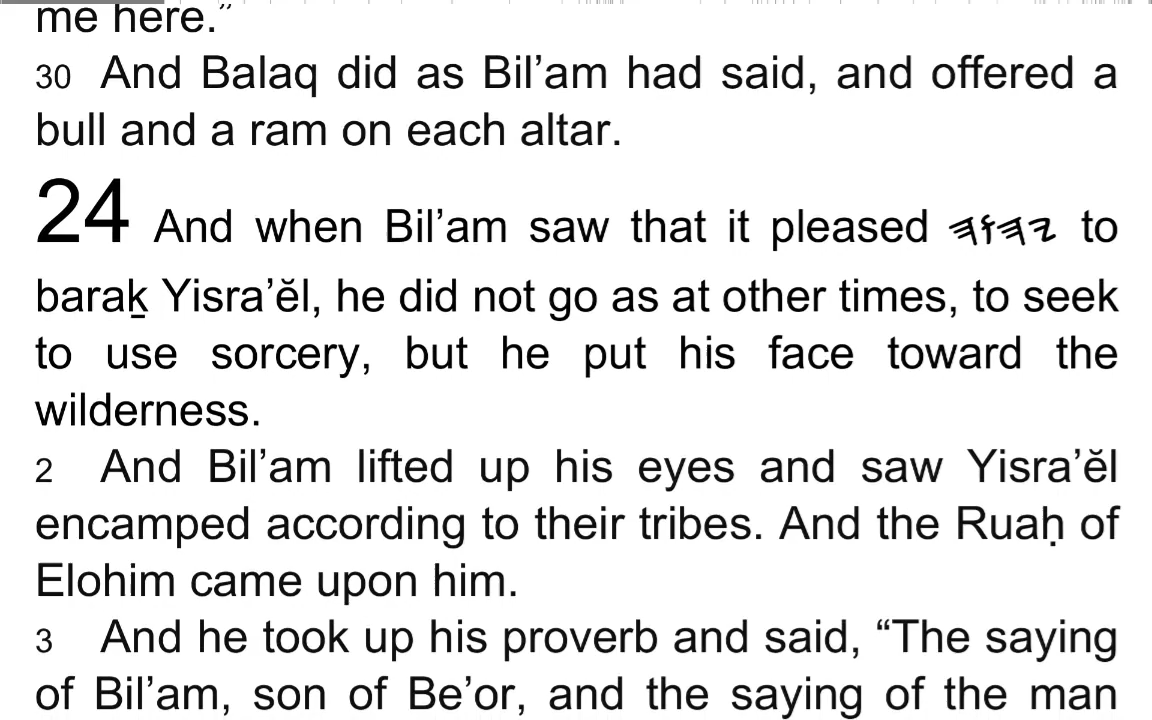 me here.”
30 And Balaq did as Bil’am had said, and offered a
bull and a ram on each altar.
24 And when Bil’am saw that it pleased 𐤉𐤄𐤅𐤄 to
baraḵ Yisra’ĕl, he did not go as at other times, to seek
to use sorcery, but he put his face toward the
wilderness.
2 And Bil’am lifted up his eyes and saw Yisra’ĕl
encamped according to their tribes. And the Ruaḥ of
Elohim came upon him.
3 And he took up his proverb and said, “The saying
of Bil’am, son of Be’or, and the saying of the man